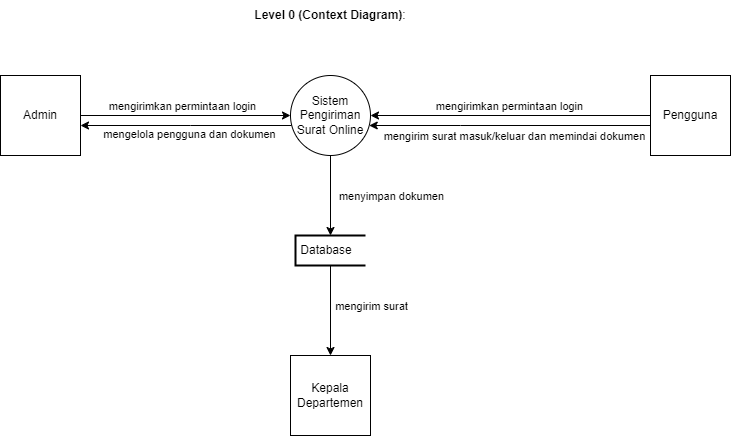 Level 0 (Context Diagram):
Admin
mengirimkan permintaan login
mengelola pengguna dan dokumen
Sistem
Pengiriman
Surat Online
mengirimkan permintaan login
mengirim surat masuk/keluar dan memindai dokumen
Pengguna
menyimpan dokumen
Database
mengirim surat
Kepala
Departemen